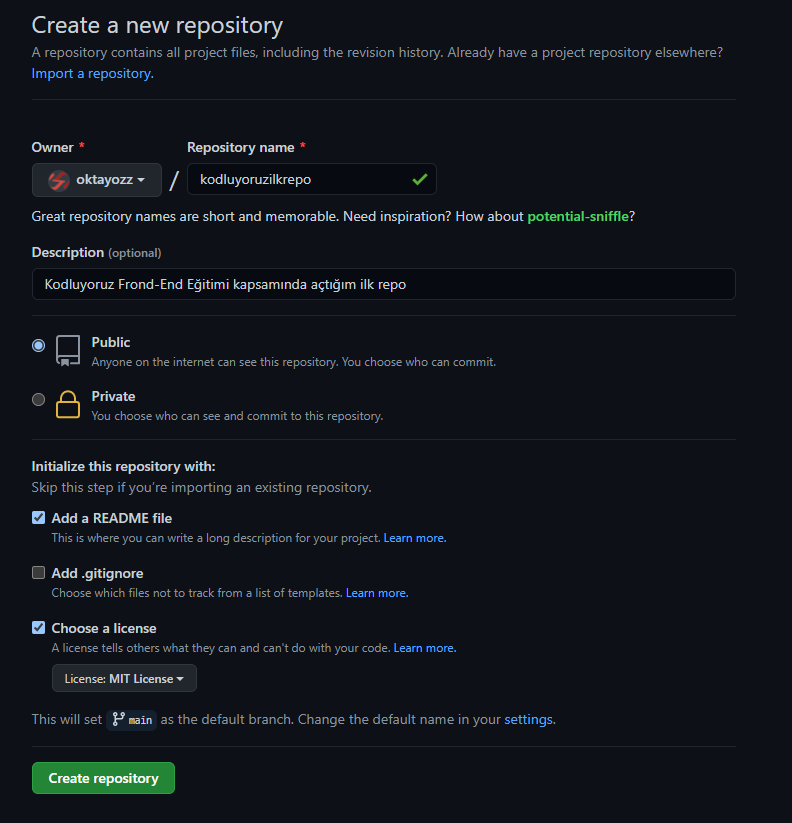 Create a new repository
A repository contains all project files, including the revision history. Already have a project repository elsewhere?
Import a repository.
Owner * Repository name *
oktayozz / kodluyoruzilkrepo
Great repository names are short and memorable. Need inspiration? How about potential-sniffle?
Description (optional)
Kodluyoruz Frond-End Eğitimi kapsamında açtığım ilk repo
Public
Anyone on the internet can see this repository. You choose who can commit.
Private
You choose who can see and commit to this repository.
Initialize this repository with:
Skip this step if you're importing an existing repository.
Add a README file
This is where you can write a long description for your project. Learn more.
Add .gitignore
Choose which files not to track from a list of templates. Learn more.
Choose a license
A license tells others what they can and can't do with your code. Learn more.
License: MIT License
This will set main as the default branch. Change the default name in your settings.
Create repository